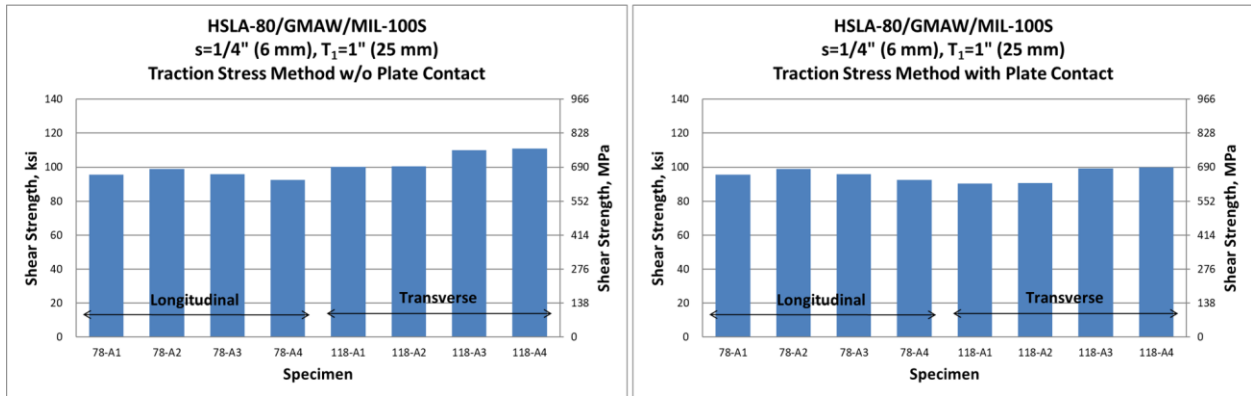 HSLA-80/GMAW/MIL-100S
s=1/4" (6 mm), T₁=1" (25 mm)
Traction Stress Method w/o Plate Contact
Shear Strength, ksi
140
120
100
80
60
40
20
0
966
828
690
552
414
276
138
0
Shear Strength, MPa
Longitudinal
Transverse
78-A1 78-A2 78-A3 78-A4 118-A1 118-A2 118-A3 118-A4
Specimen
HSLA-80/GMAW/MIL-100S
s=1/4" (6 mm), T₁=1" (25 mm)
Traction Stress Method with Plate Contact
Shear Strength, ksi
140
120
100
80
60
40
20
0
966
828
690
552
414
276
138
0
Shear Strength, MPa
Longitudinal
Transverse
78-A1 78-A2 78-A3 78-A4 118-A1 118-A2 118-A3 118-A4
Specimen